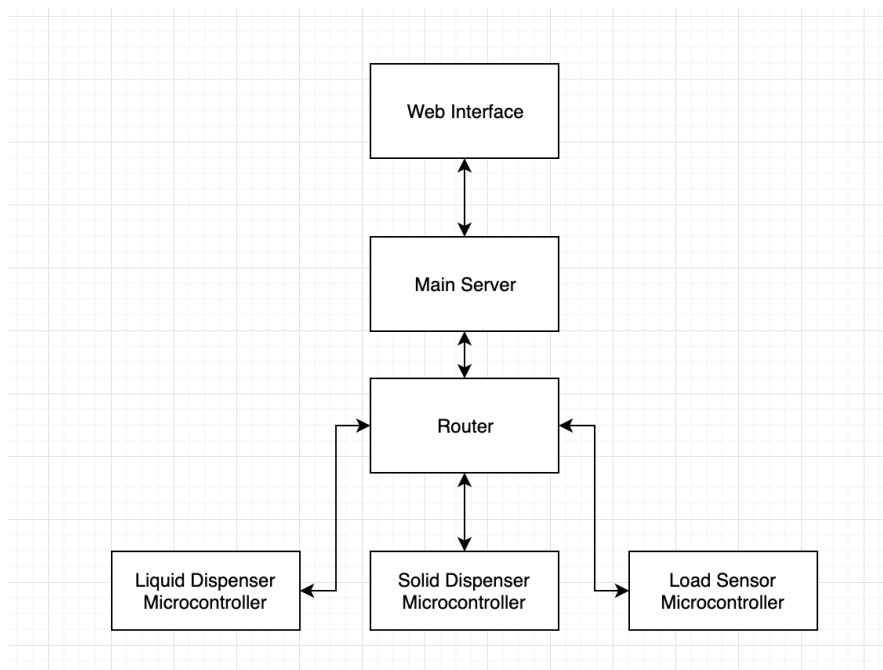 Web Interface
Main Server
Router
Liquid Dispenser
Microcontroller
Solid Dispenser
Microcontroller
Load Sensor
Microcontroller